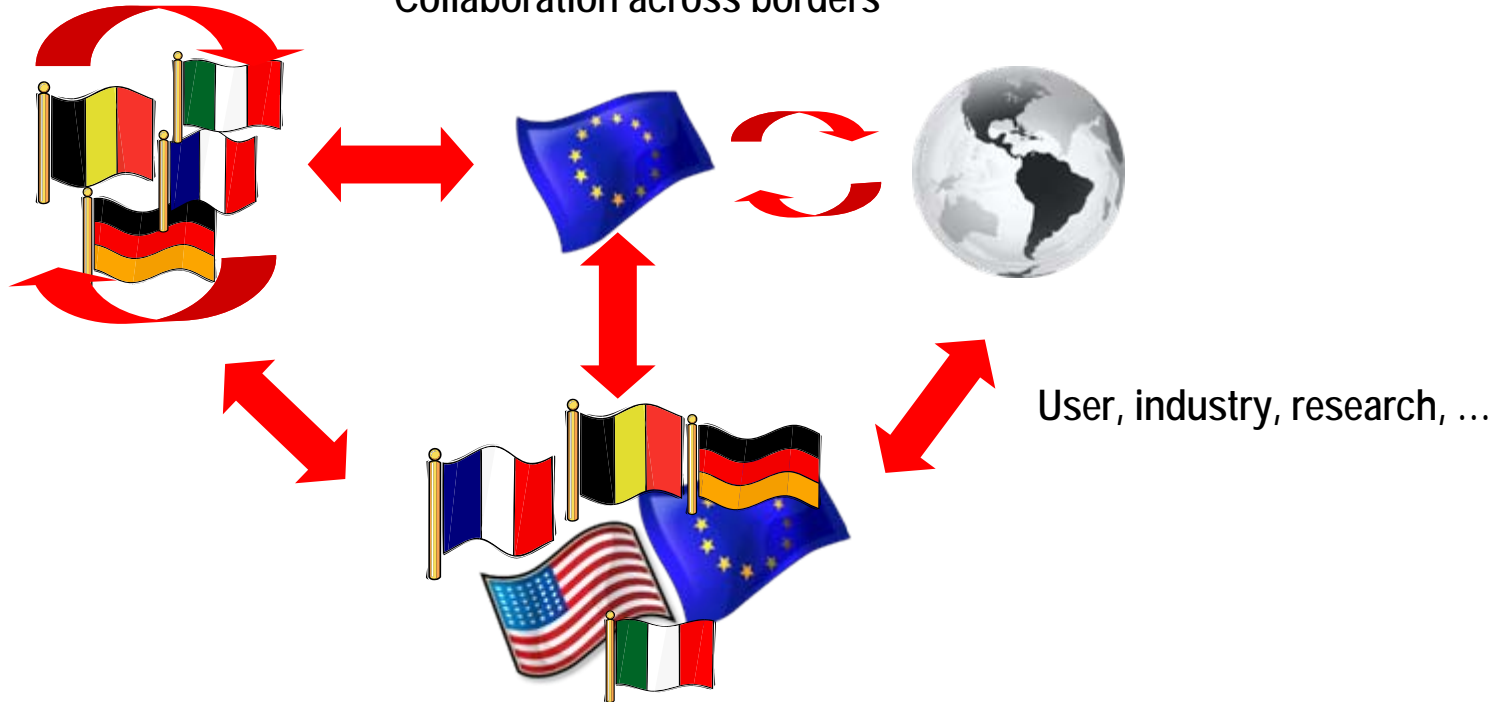 Collaboration across borders
User, industry, research, …